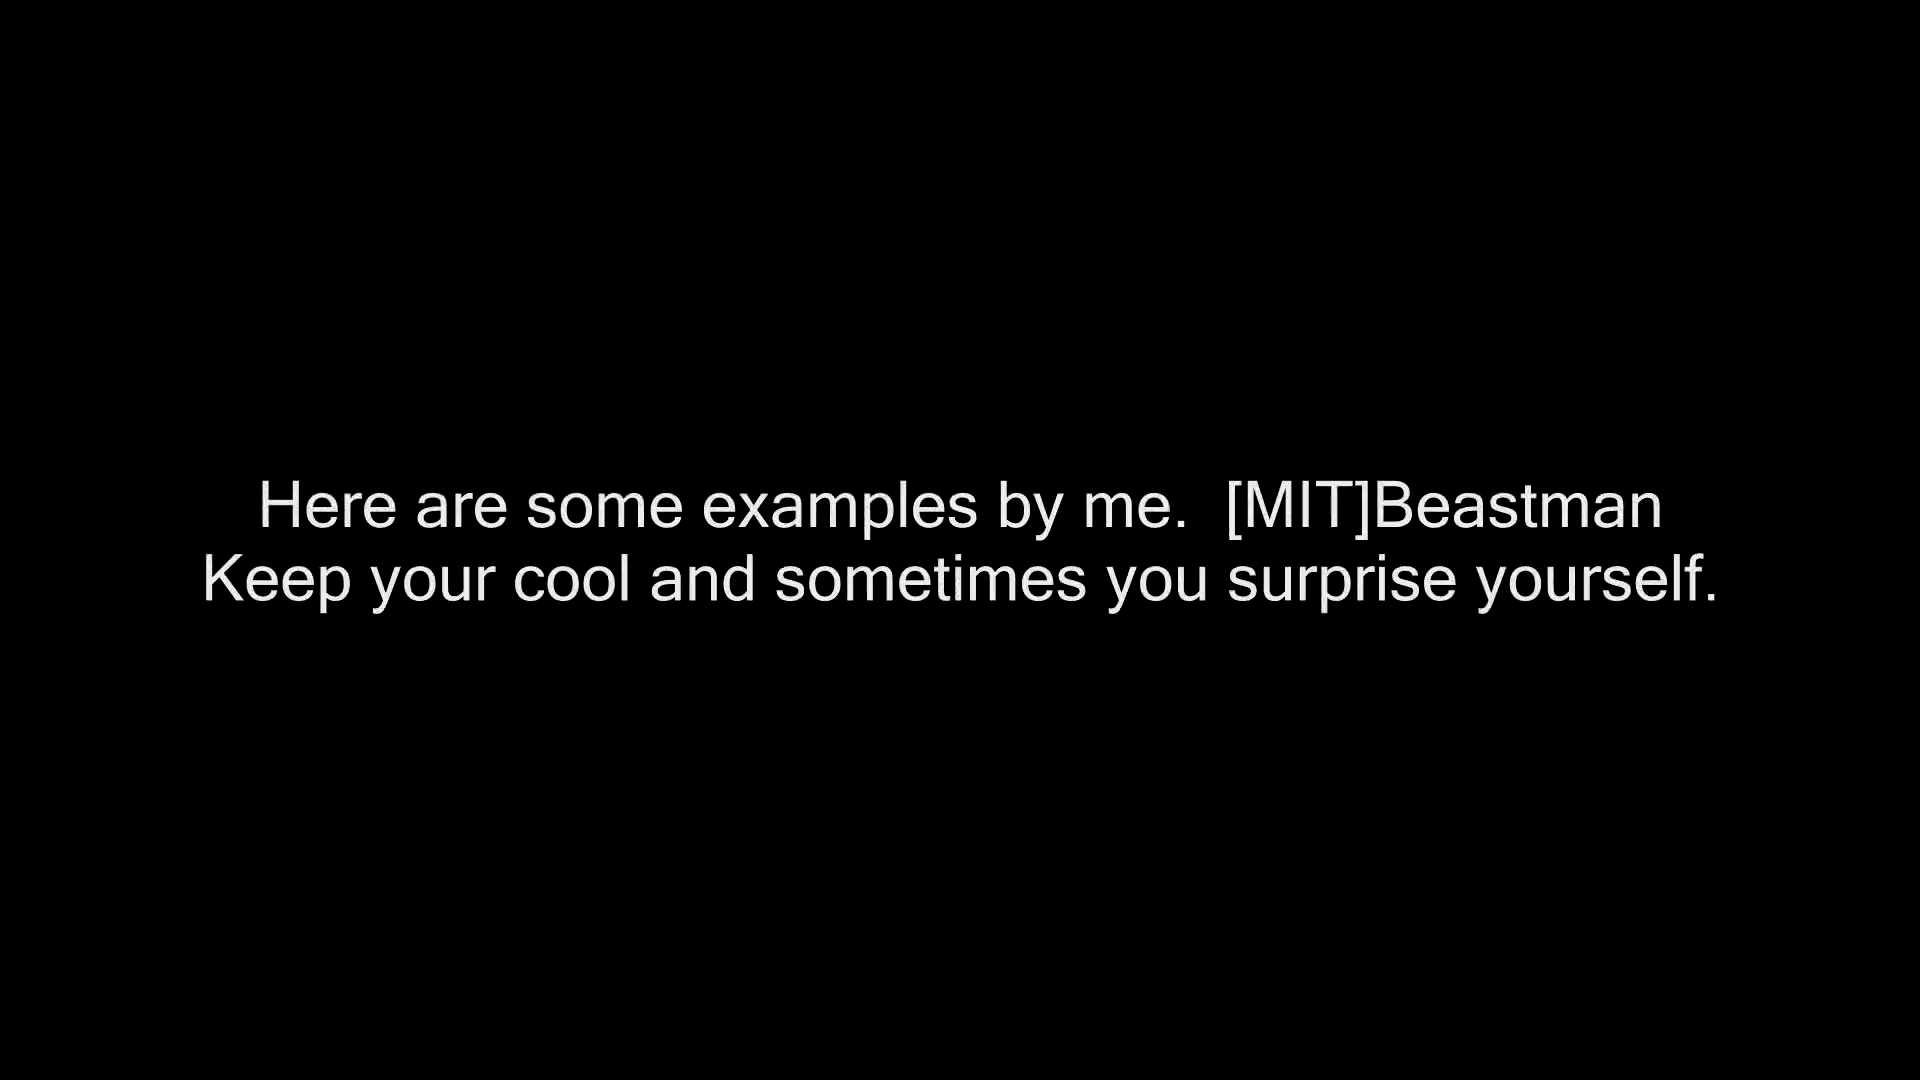 Here are some examples by me.  [MIT]Beastman
Keep your cool and sometimes you surprise yourself.